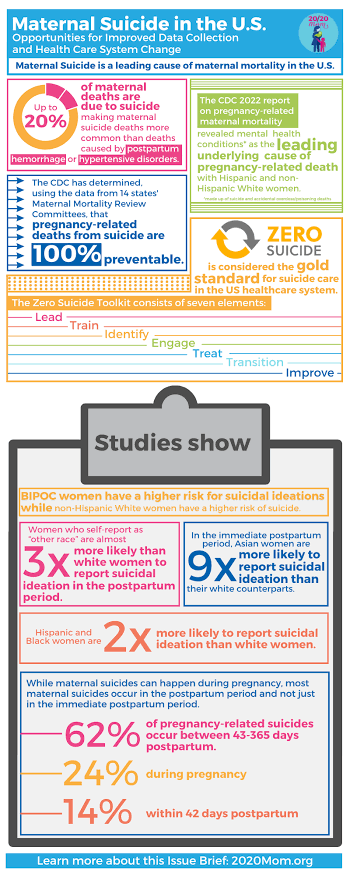 Maternal Suicide in the U.S.
Opportunities for Improved Data Collection
and Health Care System Change
20/20
Mom
Maternal Suicide is a leading cause of maternal mortality in the U.S.
Up to
20%
of maternal
deaths are
due to suicide
making maternal
suicide deaths more
common than deaths
caused by postpartum
hemorrhage or hypertensive disorders.
The CDC 2022 report
on pregnancy-related
maternal mortality
revealed mental health
conditions* as the leading
underlying cause of
pregnancy-related death
with Hispanic and non-
Hispanic White women.
*made up of suicide and accidental overdose/poisoning deaths
The CDC has determined,
using the data from 14 states'
Maternal Mortality Review
Committees, that
pregnancy-related
deaths from suicide are
100% preventable.
ZERO
SUICIDE
is considered the gold
standard for suicide care
in the US healthcare system.
The Zero Suicide Toolkit consists of seven elements:
Lead
Train
Identify
Engage
Treat
Transition
Improve
Studies show
BIPOC women have a higher risk for suicidal ideations
while non-Hispanic White women have a higher risk of suicide.
Women who self-report as
"other race" are almost
3x more likely than
white women to
report suicidal
ideation in the postpartum
period.
In the immediate postpartum
period, Asian women are
9x more likely to
report suicidal
ideation than
their white counterparts.
Hispanic and
Black women are 2x more likely to report suicidal
ideation than white women.
While maternal suicides can happen during pregnancy, most
maternal suicides occur in the postpartum period and not just
in the immediate postpartum period.
62% of pregnancy-related suicides
occur between 43-365 days
postpartum.
24% during pregnancy
14% within 42 days postpartum
Learn more about this Issue Brief: 2020Mom.org